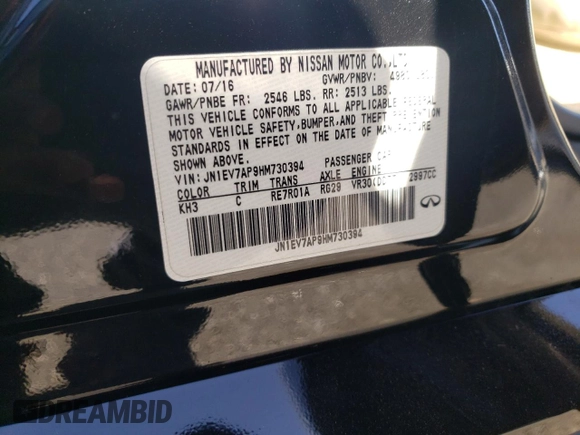 MANUFACTURED BY NISSAN MOTOR CO.,LTD
DATE: 07/16 GVWR/PNBV:
GAWR/PNBE FR: 2546 LBS. RR: 2513 LBS.
THIS VEHICLE CONFORMS TO ALL APPLICABLE FEDERAL
MOTOR VEHICLE SAFETY,BUMPER,AND THEFT PREVENTION
STANDARDS IN EFFECT ON THE DATE OF MANUFACTURE
SHOWN ABOVE.
VIN: JN1EV7AP9HM730394 PASSENGER CAR
COLOR TRIM TRANS AXLE ENGINE
KH3 C RE7R01A RG29 2997CC
JN1EV7AP9HM730394
DREAMBID